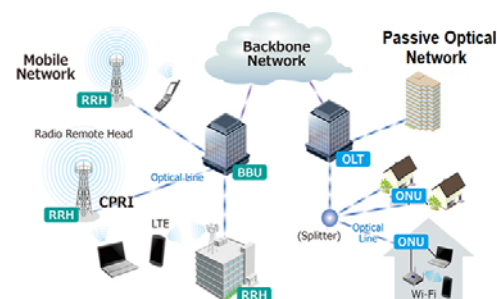 Backbone
Network
Passive Optical
Network
Mobile
Network
RRH
Radio Remote Head
Optical Line
BBU
OLT
CPRI
RRH
LTE
RRH
ONU
(Splitter)
Optical
Line
ONU
Wi-Fi